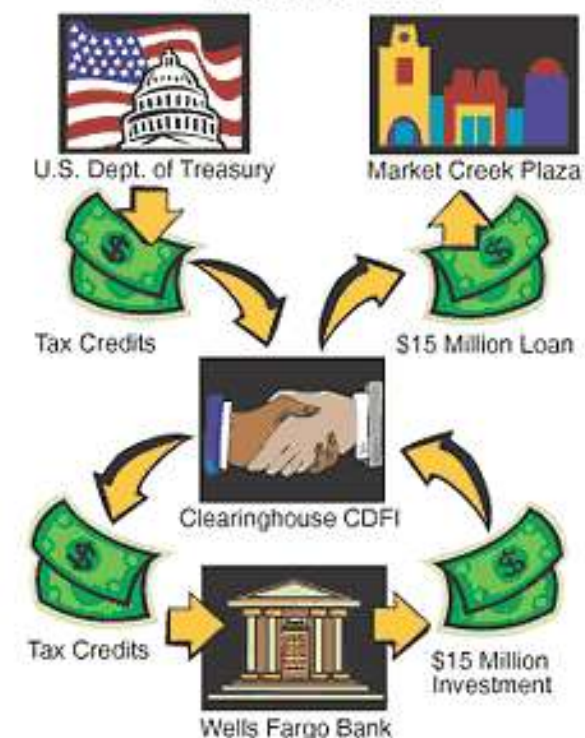 U.S. Dept. of Treasury
Market Creek Plaza
$
$
Tax Credits
$15 Million Loan
Clearinghouse CDFI
$
$
Tax Credits
$15 Million
Investment
Wells Fargo Bank